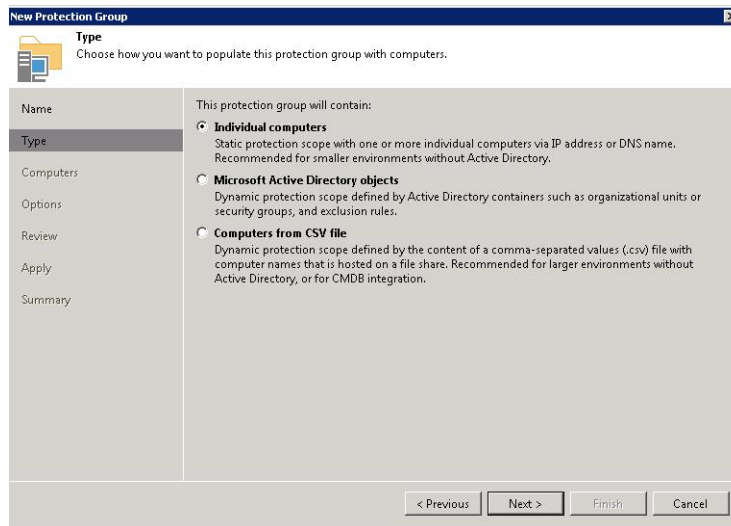 New Protection Group
Type
Choose how you want to populate this protection group with computers.
Name
Type
Computers
Options
Review
Apply
Summary
This protection group will contain:
Individual computers
Static protection scope with one or more individual computers via IP address or DNS name.
Recommended for smaller environments without Active Directory.
Microsoft Active Directory objects
Dynamic protection scope defined by Active Directory containers such as organizational units or
security groups, and exclusion rules.
Computers from CSV file
Dynamic protection scope defined by the content of a comma-separated values (.csv) file with
computer names that is hosted on a file share. Recommended for larger environments without
Active Directory, or for CMDB integration.
< Previous
Next >
Finish
Cancel